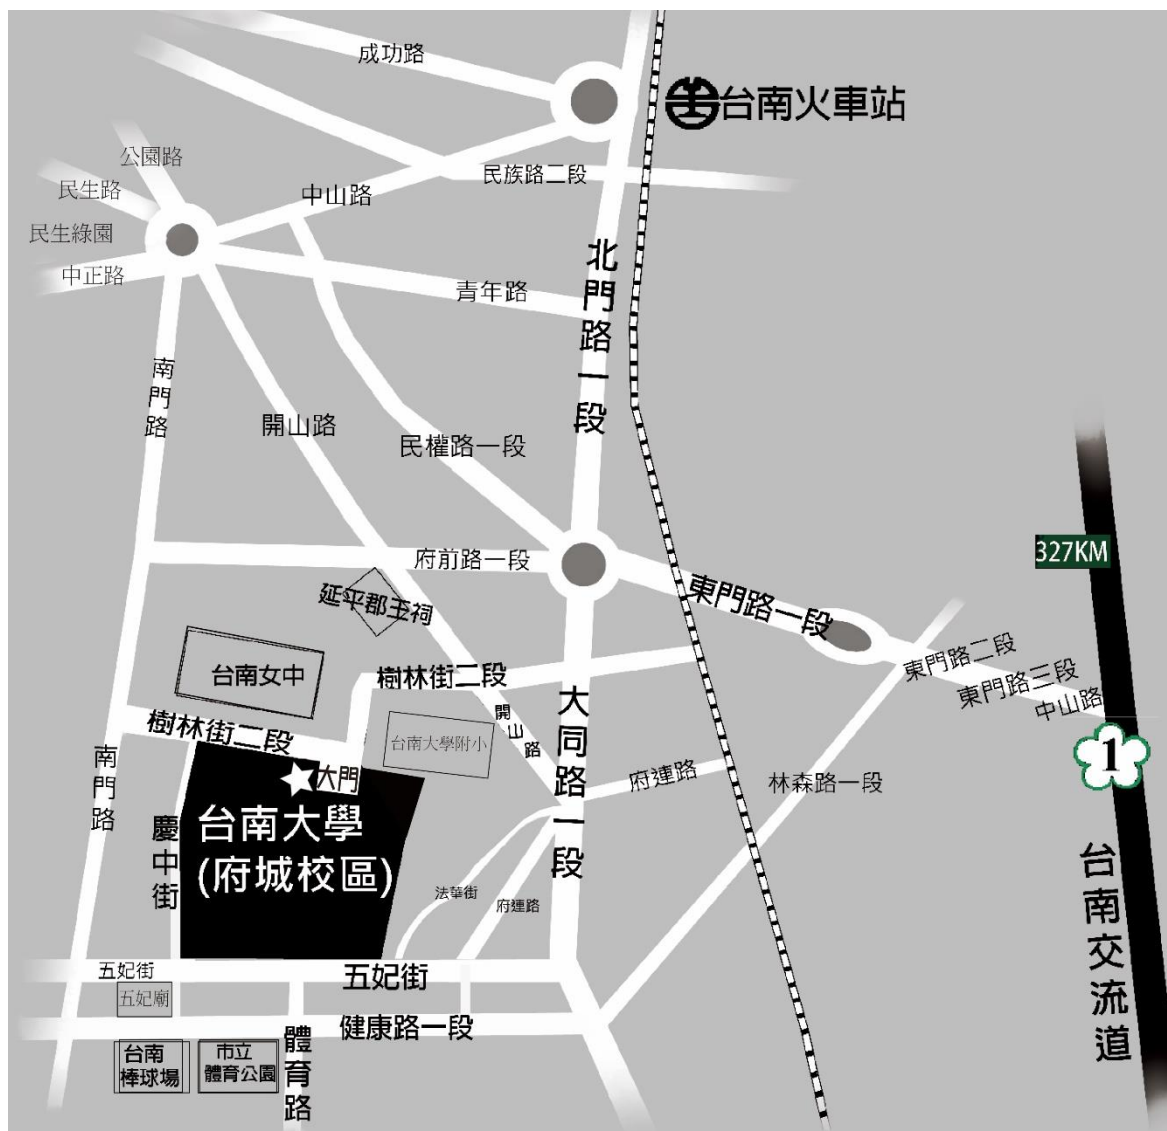 成功路
台南火車站
公園路
民族路二段
民生路
中山路
民生綠園
中正路
青年路
北門路一段
南門路
開山路
民權路一段
327KM
府前路一段
東門路一段
延平郡王祠
台南女中
樹林街二段
東門路二段
東門路三段
中山路
樹林街二段
開山路
大同路一段
台南大學附小
1
南門路
大門
府連路
林森路一段
台南大學
(府城校區)
慶中街
法華街
府連路
台南交流道
五妃街
五妃街
五妃廟
健康路一段
體育路
台南
棒球場
市立
體育公園